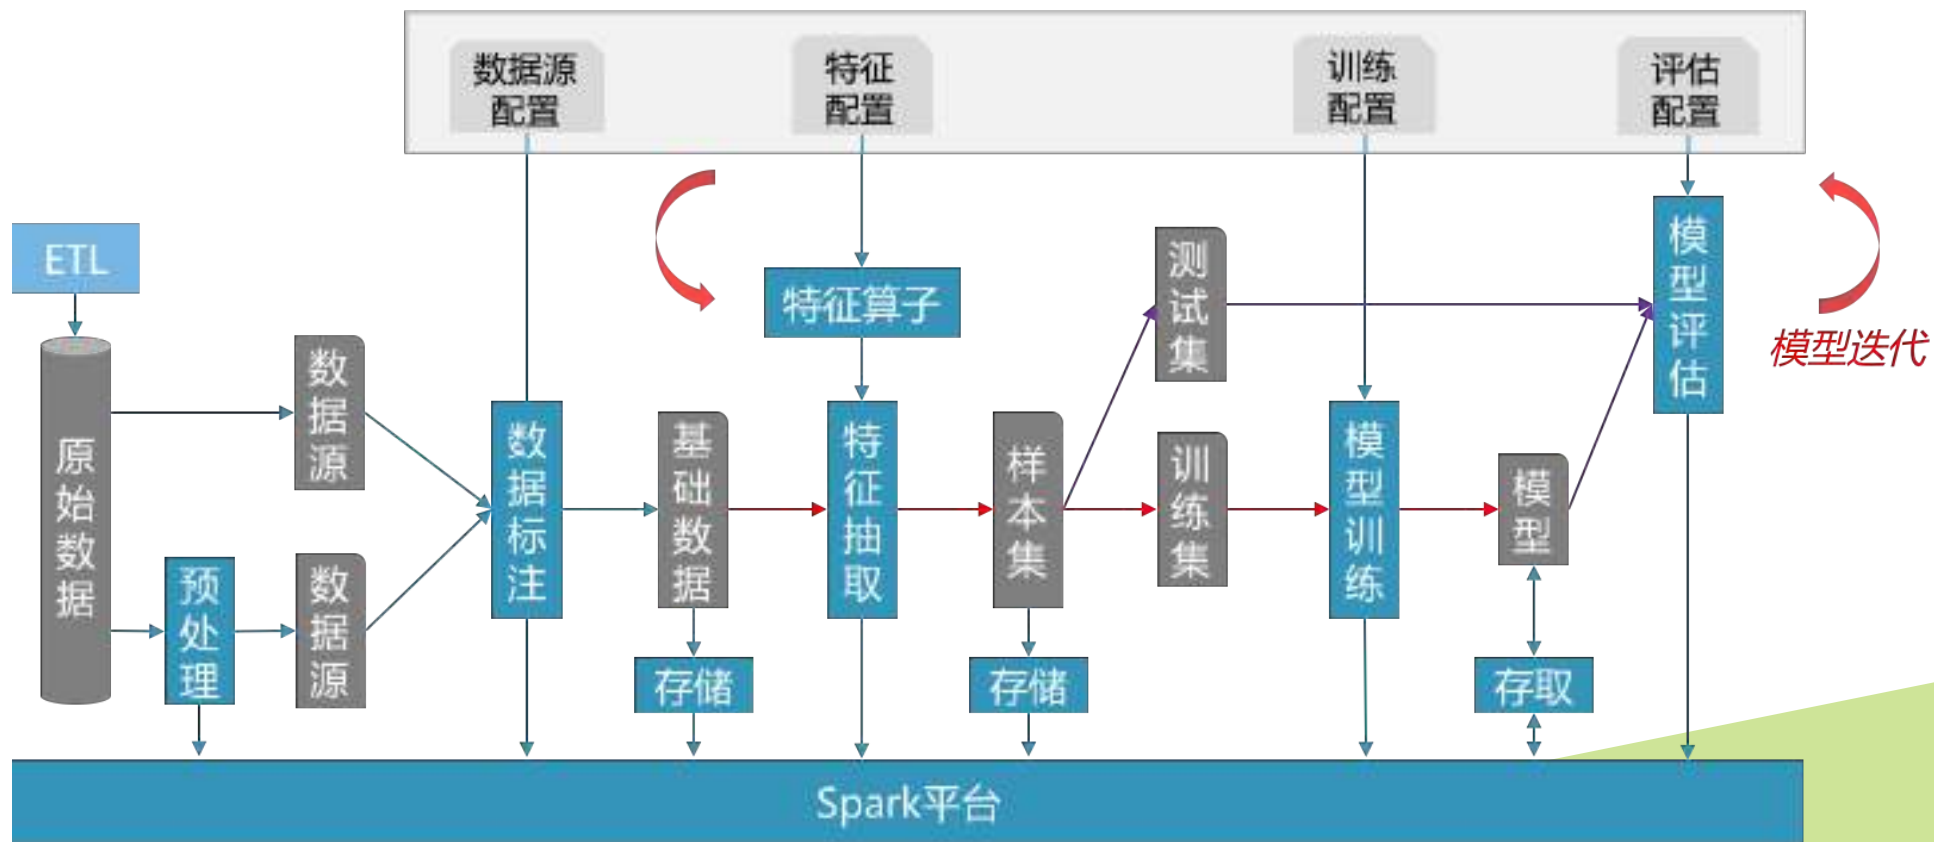 数据源
配置
特征
配置
训练
配置
评估
配置
ETL
原始数据
预处理
数据源
数据源
数据标注
基础数据
存储
特征算子
特征抽取
样本集
存储
测试集
训练集
模型训练
模型
存取
模型评估
模型迭代
Spark平台